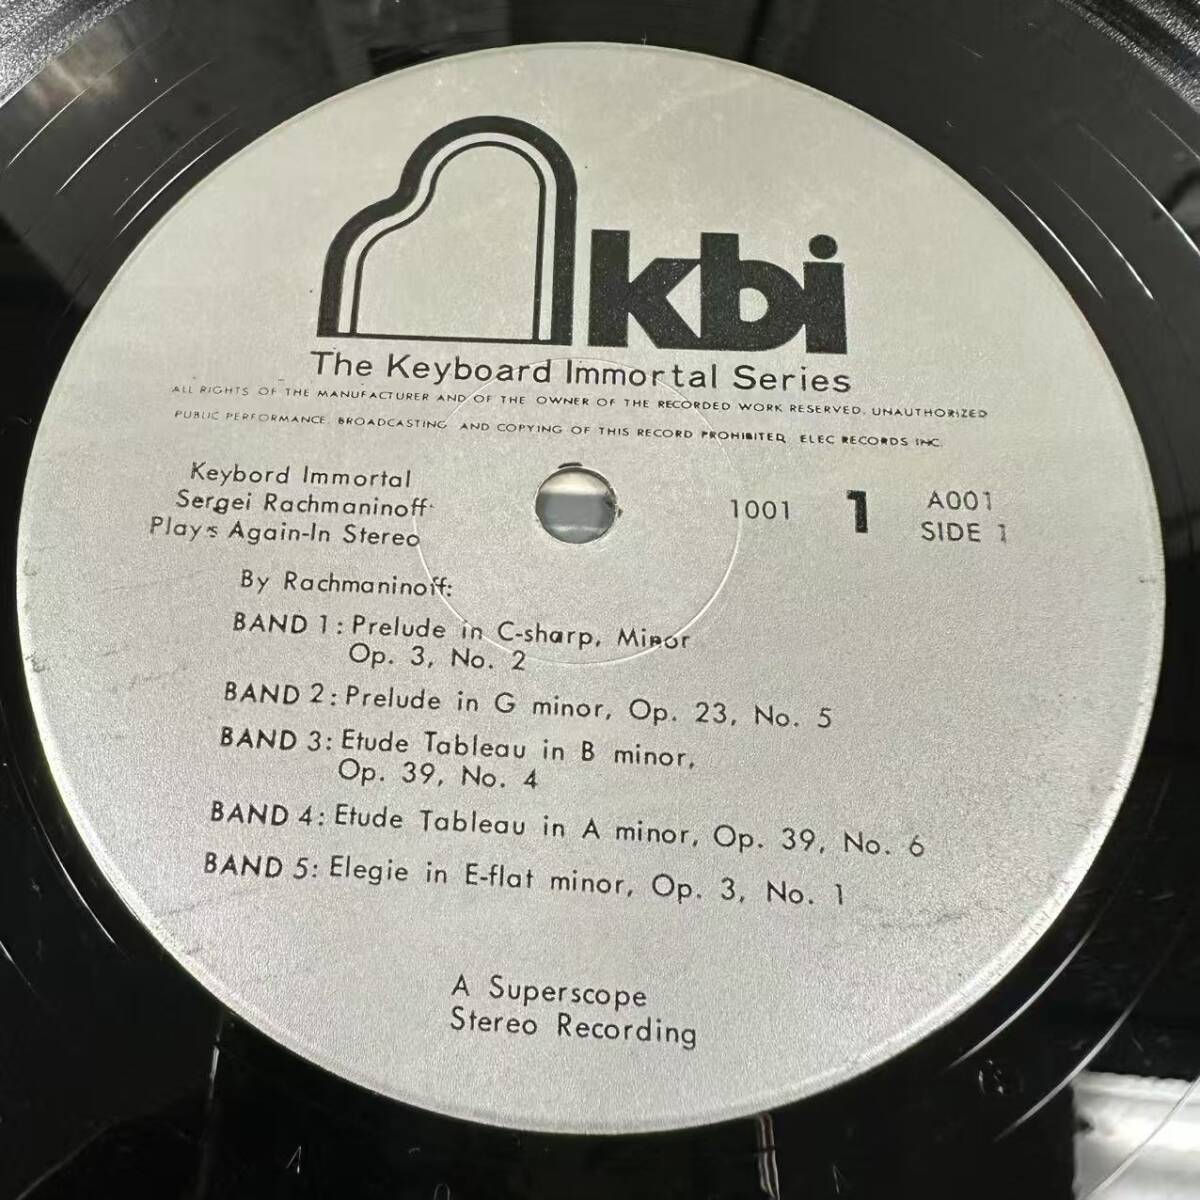 kbi
The Keyboard Immortal Series
ALL RIGHTS OF THE MANUFACTURER AND OF THE OWNER OF THE RECORDED WORK RESERVED. UNAUTHORIZED
PUBLIC PERFORMANCE. BROADCASTING AND COPYING OF THIS RECORD PROHIBITED. ELEC RECORDS INC.
Keybord Immortal
Sergei Rachmaninoff
Plays Again-In Stereo
1001 1 A001
SIDE 1
By Rachmaninoff:
BAND 1: Prelude in C-sharp, Minor
Op. 3, No. 2
BAND 2: Prelude in G minor, Op. 23, No. 5
BAND 3: Etude Tableau in B minor,
Op. 39, No. 4
BAND 4: Etude Tableau in A minor, Op. 39, No. 6
BAND 5: Elegie in E-flat minor, Op. 3, No. 1
A Superscope
Stereo Recording